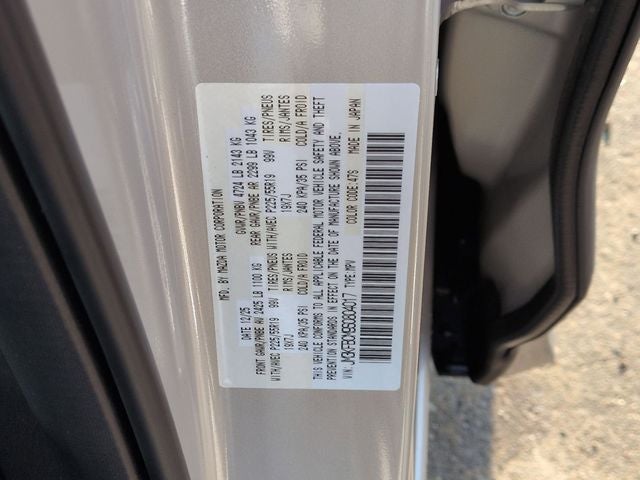 MFD. BY MAZDA MOTOR CORPORATION
12/25 GVWR/PNBV 4724 LB 2143 KG
FRONT GAWR/PNBE AV 2425 LB 1100 KG REAR GAWR/PNBE AR 2299 LB 1043 KG
WITH/AVEC P225/55R19 99V TIRES/PNEUS WITH/AVEC P225/55R19 99V TIRES/PNEUS
19X7J RIMS/JANTES 19X7J RIMS/JANTES
240 KPA/35 PSI COLD/A FROID 240 KPA/35 PSI COLD/A FROID
THIS VEHICLE CONFORMS TO ALL APPLICABLE FEDERAL MOTOR VEHICLE SAFETY AND THEFT
PREVENTION STANDARDS IN EFFECT ON THE DATE OF MANUFACTURE SHOWN ABOVE.
VIN: TYPE:MPV COLOR CODE:47S MADE IN JAPAN